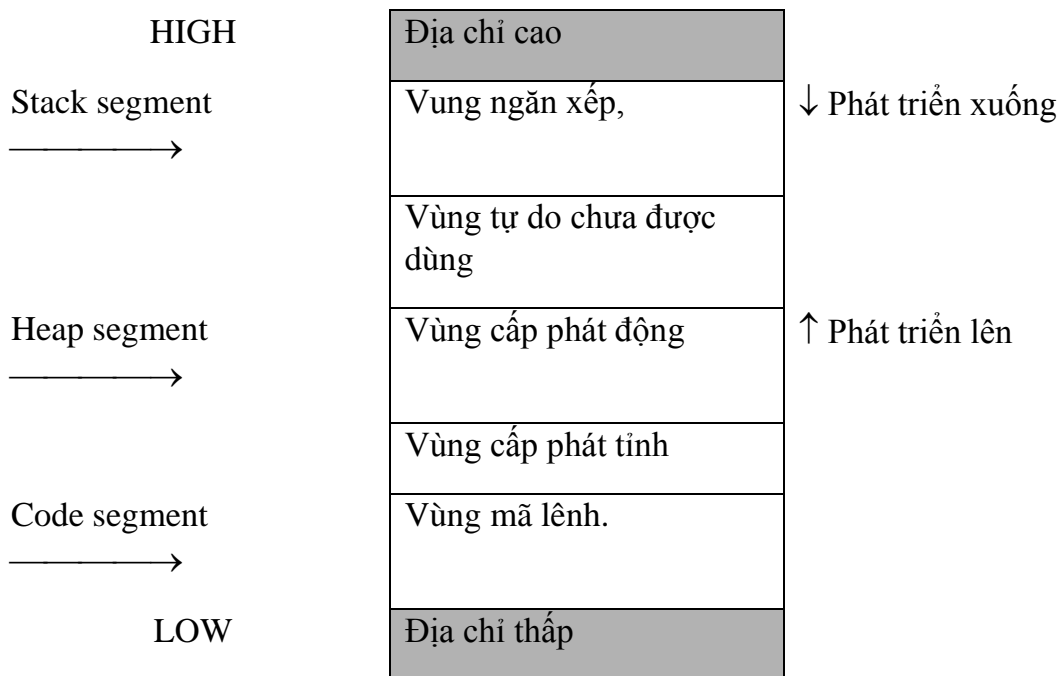 HIGH Địa chỉ cao
Stack segment Vung ngăn xếp, ↓ Phát triển xuống
Vùng tự do chưa được
dùng
Heap segment Vùng cấp phát động ↑ Phát triển lên
Vùng cấp phát tỉnh
Code segment Vùng mã lênh.
LOW Địa chỉ thấp